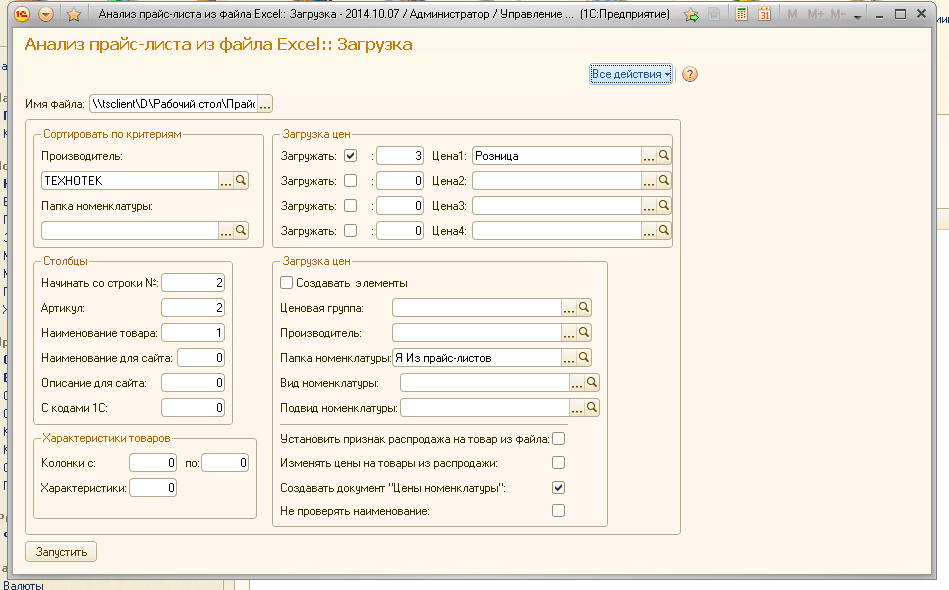 Анализ прайс-листа из файла Excel:: Загрузка - 2014.10.07 / Администратор / Управление ... (1С:Предприятие)
M M+ M-
Анализ прайс-листа из файла Excel:: Загрузка
Все действия
Имя файла: \\tsclient\D\Рабочий стол\Прайс ...
Сортировать по критериям
Производитель:
ТЕХНОТЕК ...
Папка номенклатуры:
...
Загрузка цен
Загружать: : 3 Цена1: Розница ...
Загружать: : 0 Цена2: ...
Загружать: : 0 Цена3: ...
Загружать: : 0 Цена4: ...
Столбцы
Начинать со строки №: 2
Артикул: 2
Наименование товара: 1
Наименование для сайта: 0
Описание для сайта: 0
С кодами 1С: 0
Загрузка цен
Создавать элементы
Ценовая группа: ...
Производитель: ...
Папка номенклатуры: Я Из прайс-листов ...
Вид номенклатуры: ...
Подвид номенклатуры: ...
Установить признак распродажа на товар из файла:
Изменять цены на товары из распродажи:
Создавать документ "Цены номенклатуры":
Не проверять наименование:
Характеристики товаров
Колонки с: 0 по: 0
Характеристики: 0
Запустить
Валюты